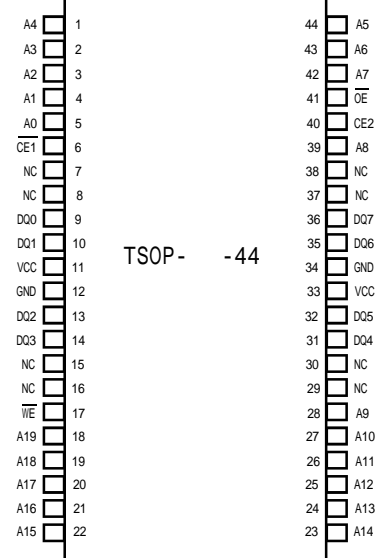 A4 1 44 A5
A3 2 43 A6
A2 3 42 A7
A1 4 41 OE
A0 5 40 CE2
CE1 6 39 A8
NC 7 38 NC
NC 8 37 NC
DQ0 9 36 DQ7
DQ1 10 35 DQ6
TSOP- -44
VCC 11 34 GND
GND 12 33 VCC
DQ2 13 32 DQ5
DQ3 14 31 DQ4
NC 15 30 NC
NC 16 29 NC
WE 17 28 A9
A19 18 27 A10
A18 19 26 A11
A17 20 25 A12
A16 21 24 A13
A15 22 23 A14